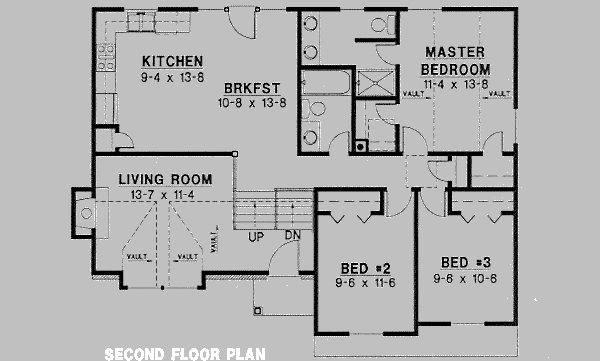 KITCHEN
9-4 x 13-8
BRKFST
10-8 x 13-8
MASTER
BEDROOM
11-4 x 13-8
VAULT
VAULT
LIVING ROOM
13-7 x 11-4
VAULT
VAULT
VAULT
UP
DN
BED #2
9-6 x 11-6
BED #3
9-6 x 10-6
SECOND FLOOR PLAN